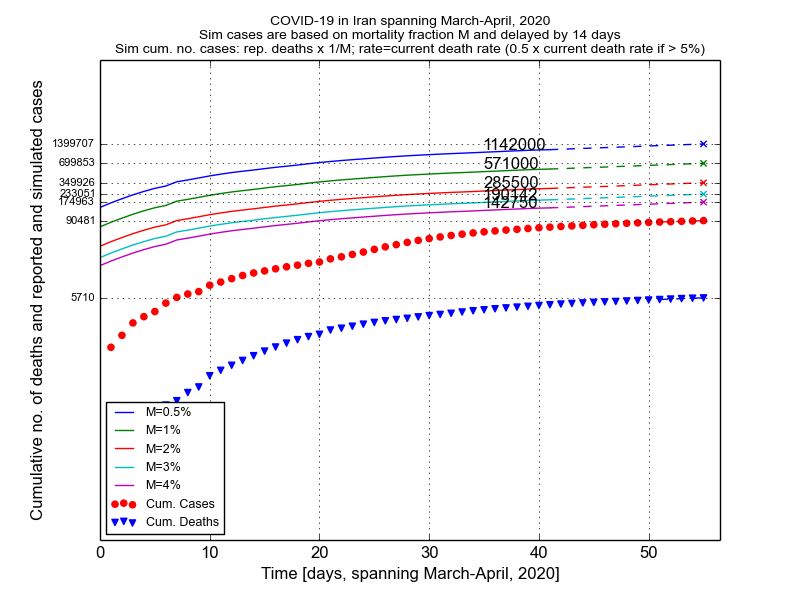 COVID-19 in Iran spanning March-April, 2020
Sim cases are based on mortality fraction M and delayed by 14 days
Sim cum. no. cases: rep. deaths x 1/M; rate=current death rate (0.5 x current death rate if > 5%)
Cumulative no. of deaths and reported and simulated cases
1399707
699853
349926
233051
174963
90481
5710
1142000
571000
285500
190142
142750
M=0.5%
M=1%
M=2%
M=3%
M=4%
Cum. Cases
Cum. Deaths
0 10 20 30 40 50
Time [days, spanning March-April, 2020]